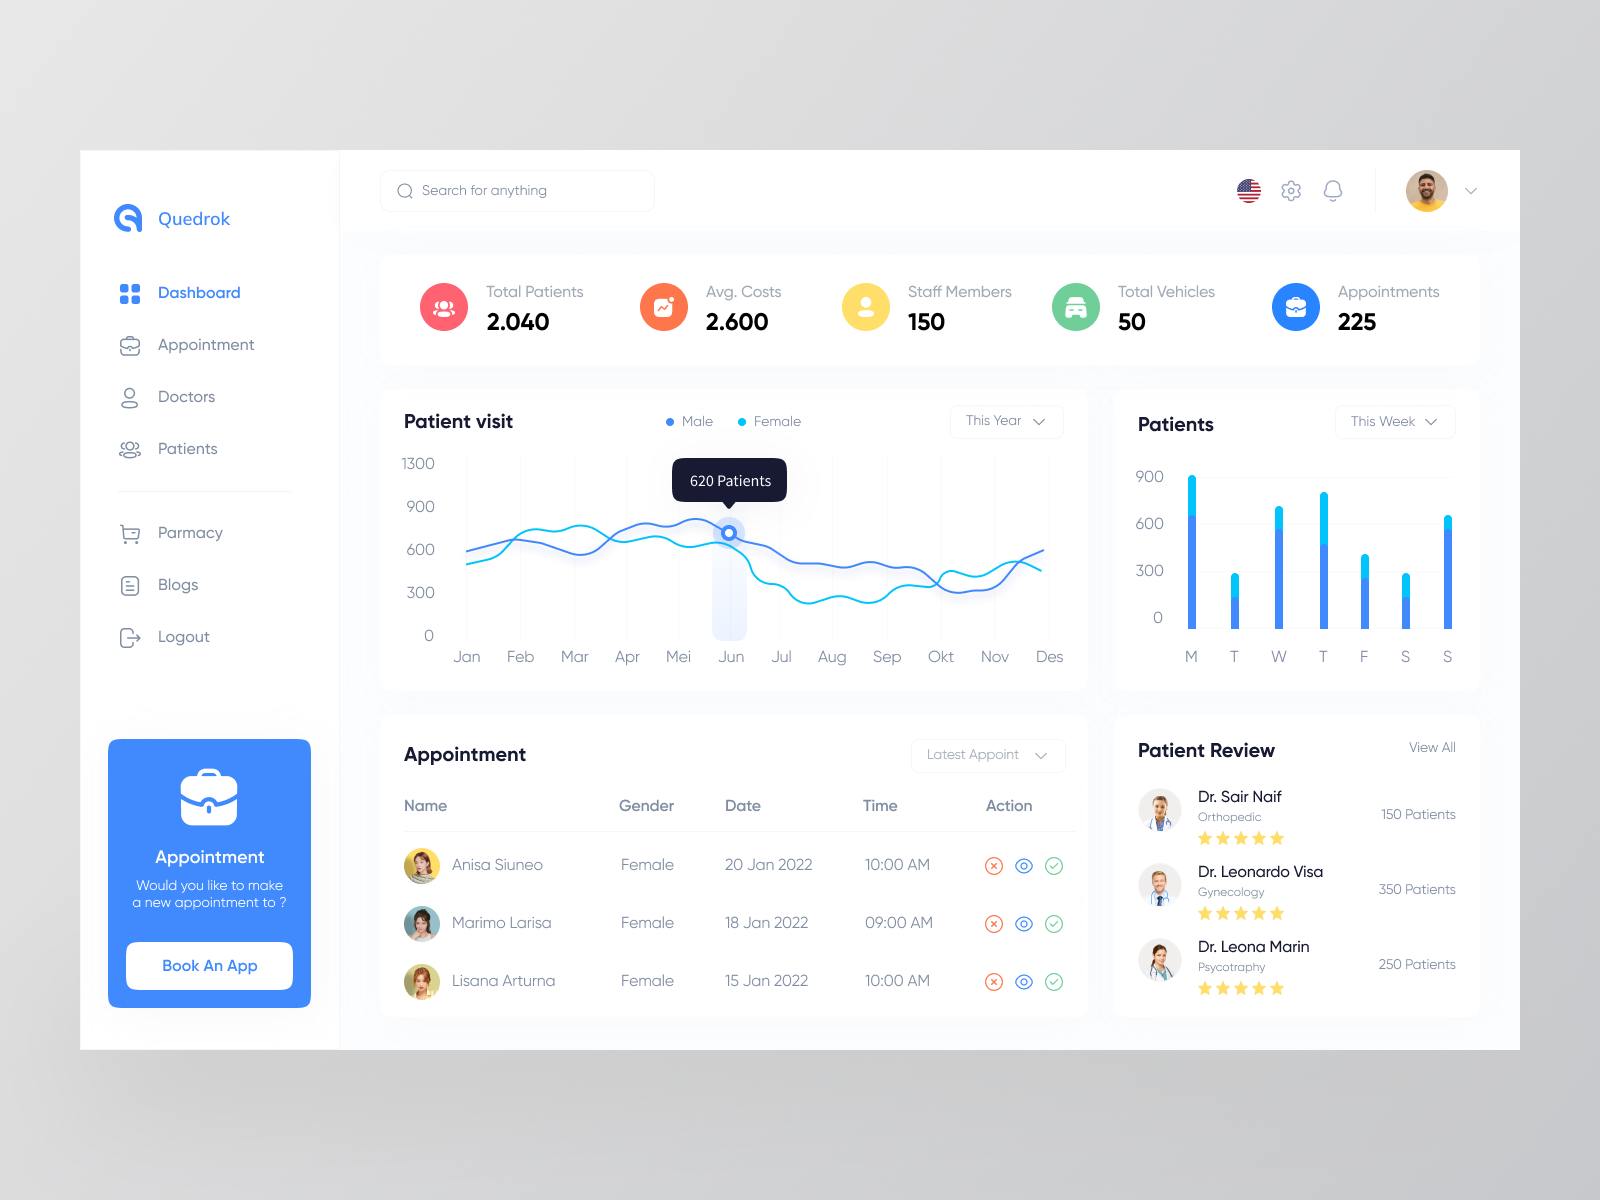 Quedrok
Dashboard
Appointment
Doctors
Patients
Parmacy
Blogs
Logout
Appointment
Would you like to make
a new appointment to ?
Book An App
Search for anything
Total Patients
2.040
Avg. Costs
2.600
Staff Members
150
Total Vehicles
50
Appointments
225
Patient visit
Male
Female
This Year
1300
900
600
300
0
620 Patients
Jan Feb Mar Apr Mei Jun Jul Aug Sep Okt Nov Des
Patients
This Week
900
600
300
0
M T W T F S S
Appointment
Latest Appoint
Name Gender Date Time Action
Anisa Siuneo Female 20 Jan 2022 10:00 AM
Marimo Larisa Female 18 Jan 2022 09:00 AM
Lisana Arturna Female 15 Jan 2022 10:00 AM
Patient Review
View All
Dr. Sair Naif
Orthopedic
150 Patients
Dr. Leonardo Visa
Gynecology
350 Patients
Dr. Leona Marin
Psycotraphy
250 Patients